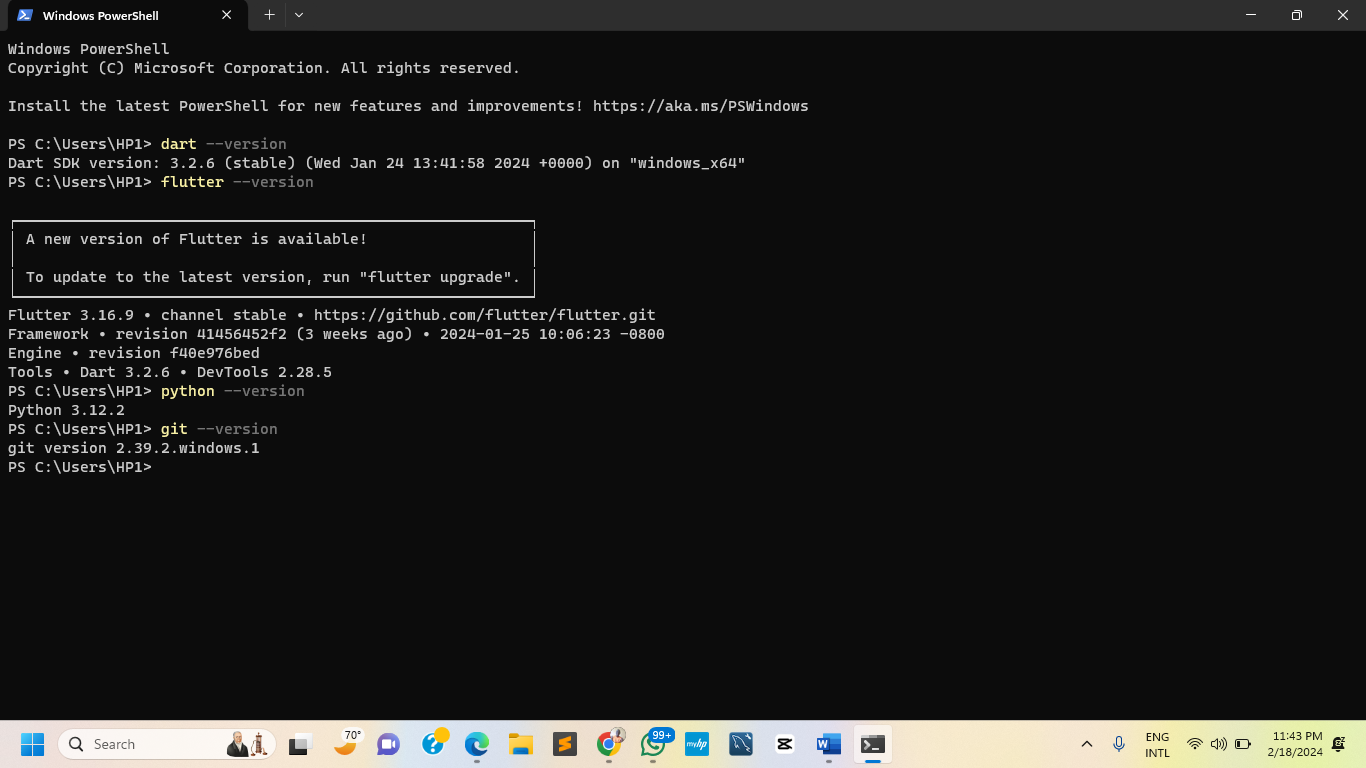 Windows PowerShell
Windows PowerShell
Copyright (C) Microsoft Corporation. All rights reserved.
Install the latest PowerShell for new features and improvements! https://aka.ms/PSWindows
PS C:\Users\HP1> dart --version
Dart SDK version: 3.2.6 (stable) (Wed Jan 24 13:41:58 2024 +0000) on "windows_x64"
PS C:\Users\HP1> flutter --version
A new version of Flutter is available!
To update to the latest version, run "flutter upgrade".
Flutter 3.16.9 • channel stable • https://github.com/flutter/flutter.git
Framework • revision 41456452f2 (3 weeks ago) • 2024-01-25 10:06:23 -0800
Engine • revision f40e976bed
Tools • Dart 3.2.6 • DevTools 2.28.5
PS C:\Users\HP1> python --version
Python 3.12.2
PS C:\Users\HP1> git --version
git version 2.39.2.windows.1
PS C:\Users\HP1>
Search
70°
99+
myhp
W
ENG
INTL
11:43 PM
2/18/2024